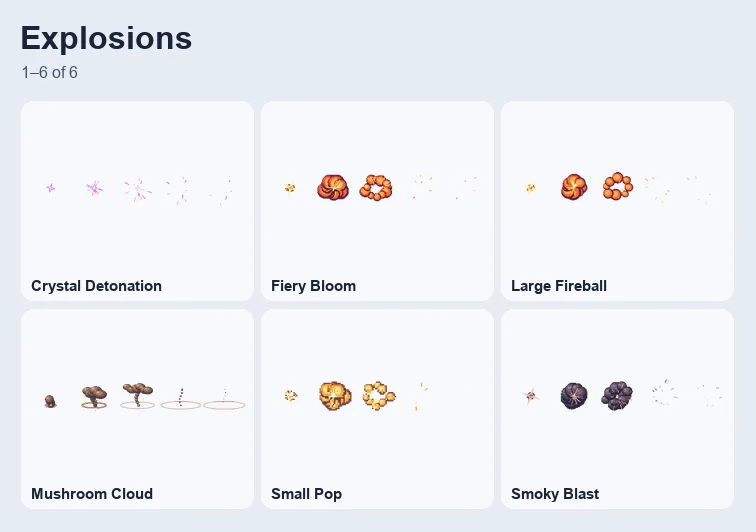 Explosions
1–6 of 6
Crystal Detonation
Fiery Bloom
Large Fireball
Mushroom Cloud
Small Pop
Smoky Blast